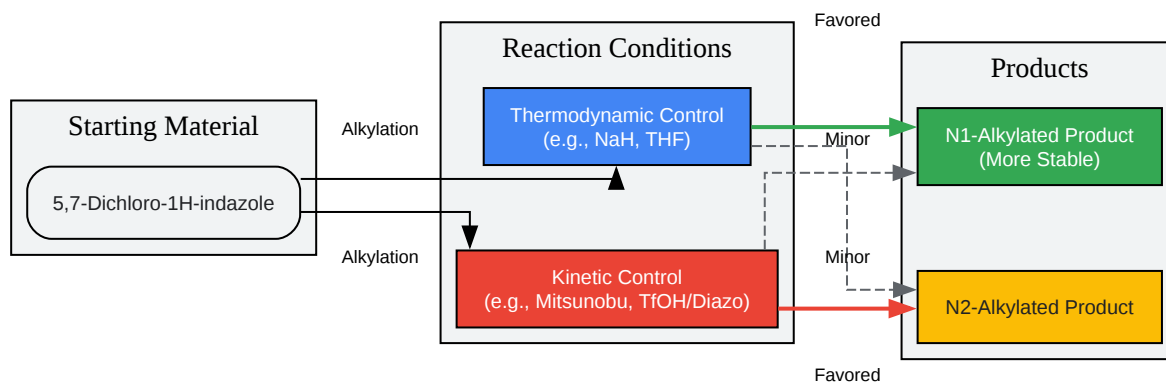 Starting Material
5,7-Dichloro-1H-indazole
Alkylation
Alkylation
Reaction Conditions
Thermodynamic Control
(e.g., NaH, THF)
Kinetic Control
(e.g., Mitsunobu, TfOH/Diazo)
Favored
Minor
Minor
Favored
Products
N1-Alkylated Product
(More Stable)
N2-Alkylated Product